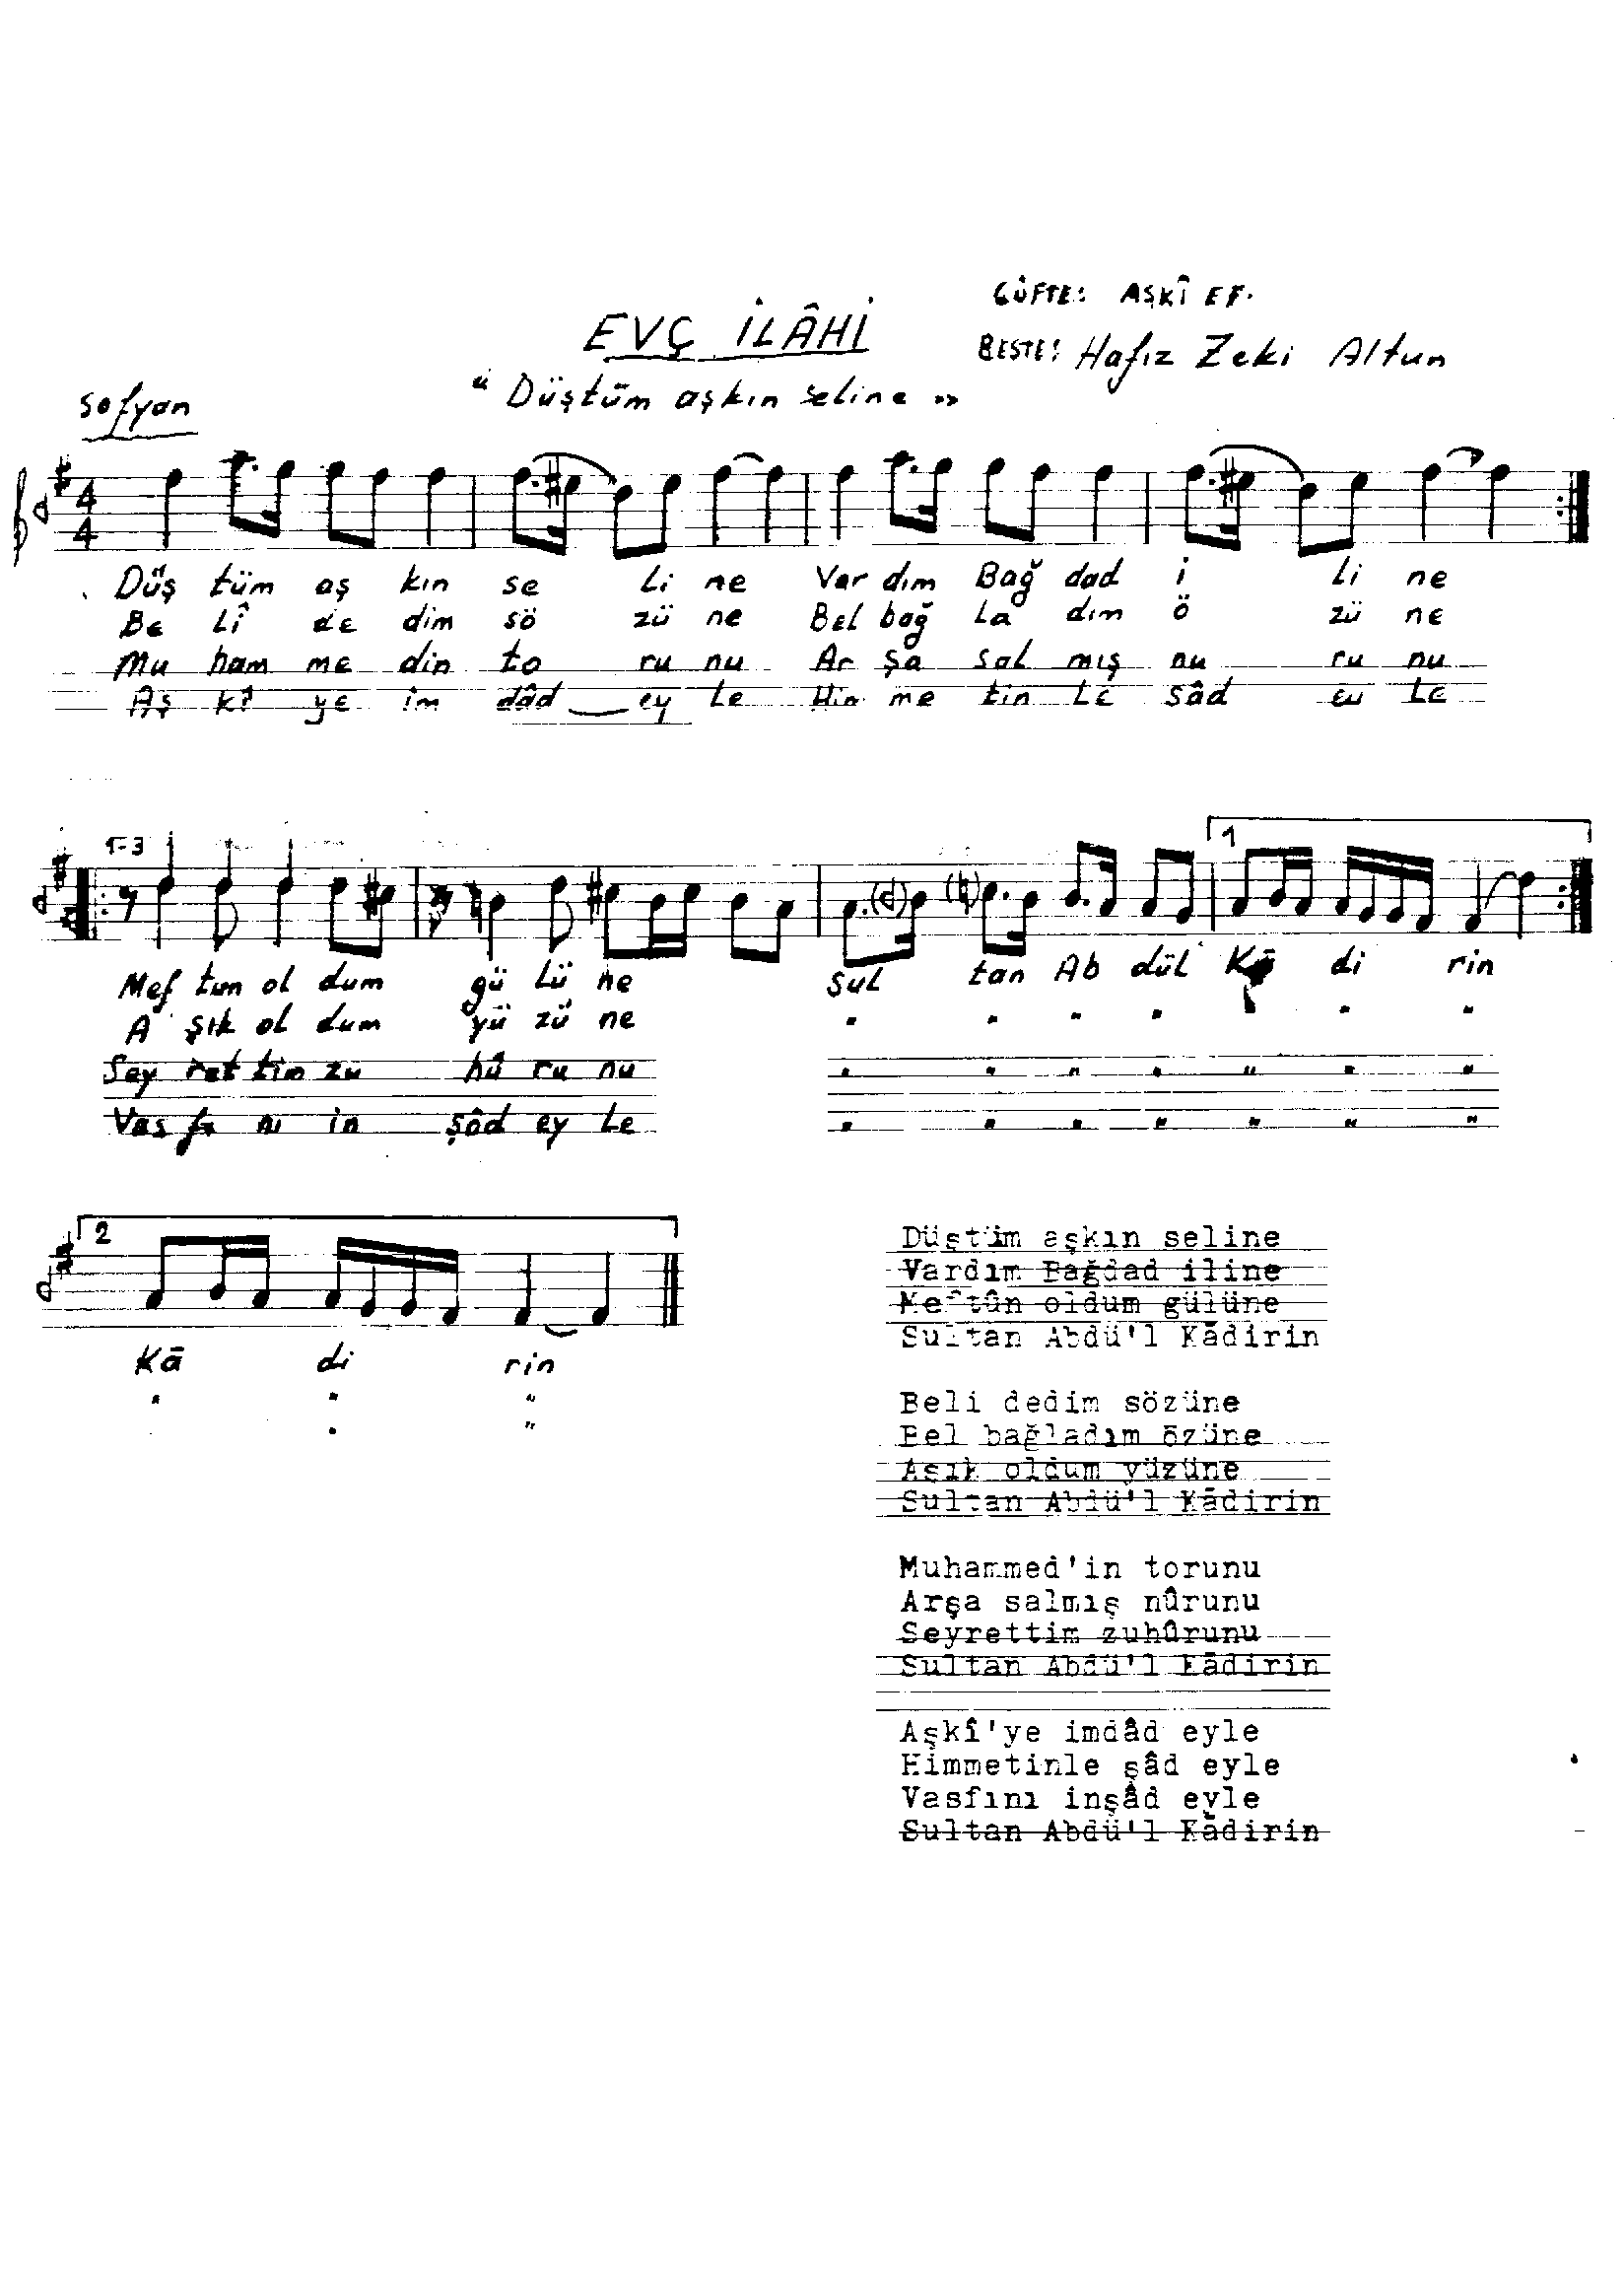 GÜFTE: AŞKÎ EF.
EVÇ İLÂHİ
BESTE: Hafız Zeki Altun
"Düştüm aşkın seline"
Sofyan
4
4
Düş tüm aş kın se li ne Var dım Bağ dad i li ne
Be lî de dim sö zü ne Bel bağ la dım ö zü ne
Mu ham me din to ru nu Ar şa sal mış nu ru nu
Aş kî ye im dâd ey le Him me tin le şâd ey le
1-3
1
Mef tun ol dum gü lü ne Sul tan Ab dül Kā di rin
A şık ol dum yü zü ne " " " " " " "
Sey ret tim zu hû ru nu " " " " " " "
Vas fı nı in şâd ey le " " " " " " "
2
Kā di rin
" " "
" "
Düştüm aşkın seline
Vardım Bağdad iline
Meftûn oldum gülüne
Sultan Abdü'l Kādirin
Beli dedim sözüne
Bel bağladım özüne
Aşık oldum yüzüne
Sultan Abdü'l Kādirin
Muhammed'in torunu
Arşa salmış nûrunu
Seyrettim zuhûrunu
Sultan Abdü'l Kādirin
Aşkî'ye imdâd eyle
Himmetinle şâd eyle
Vasfını inşâd eyle
Sultan Abdü'l Kādirin